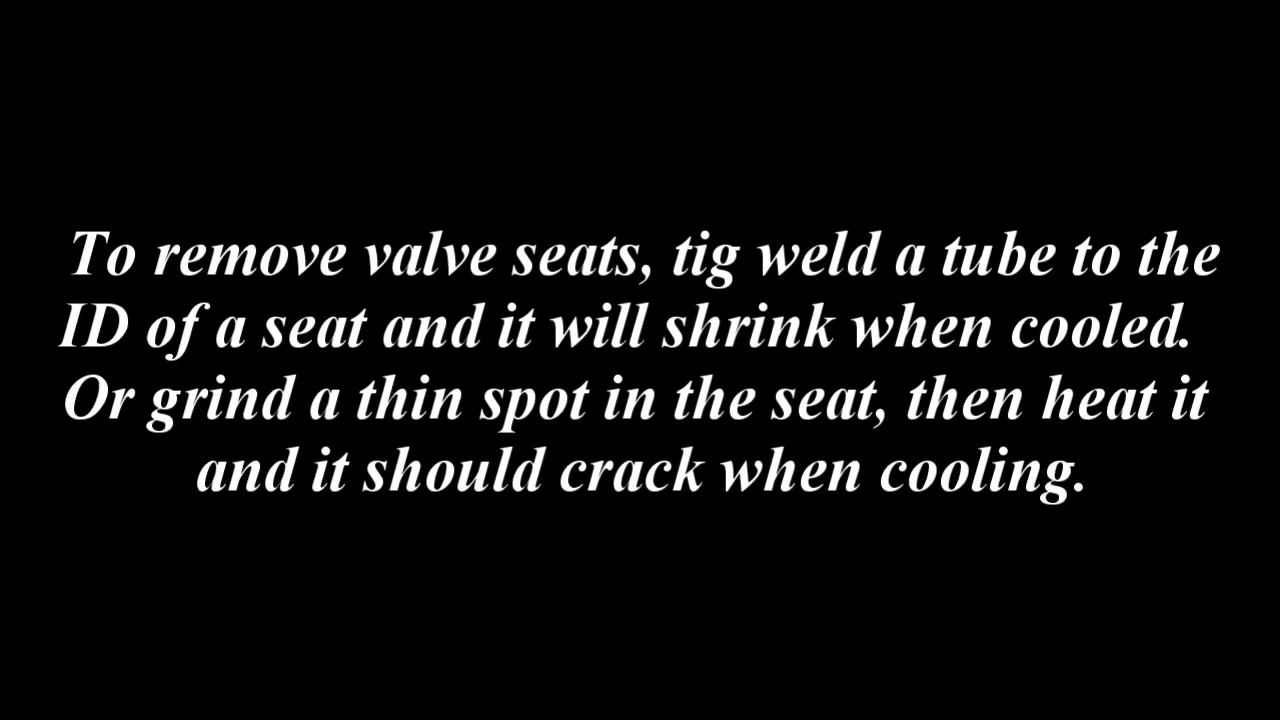 To remove valve seats, tig weld a tube to the
ID of a seat and it will shrink when cooled.
Or grind a thin spot in the seat, then heat it
and it should crack when cooling.